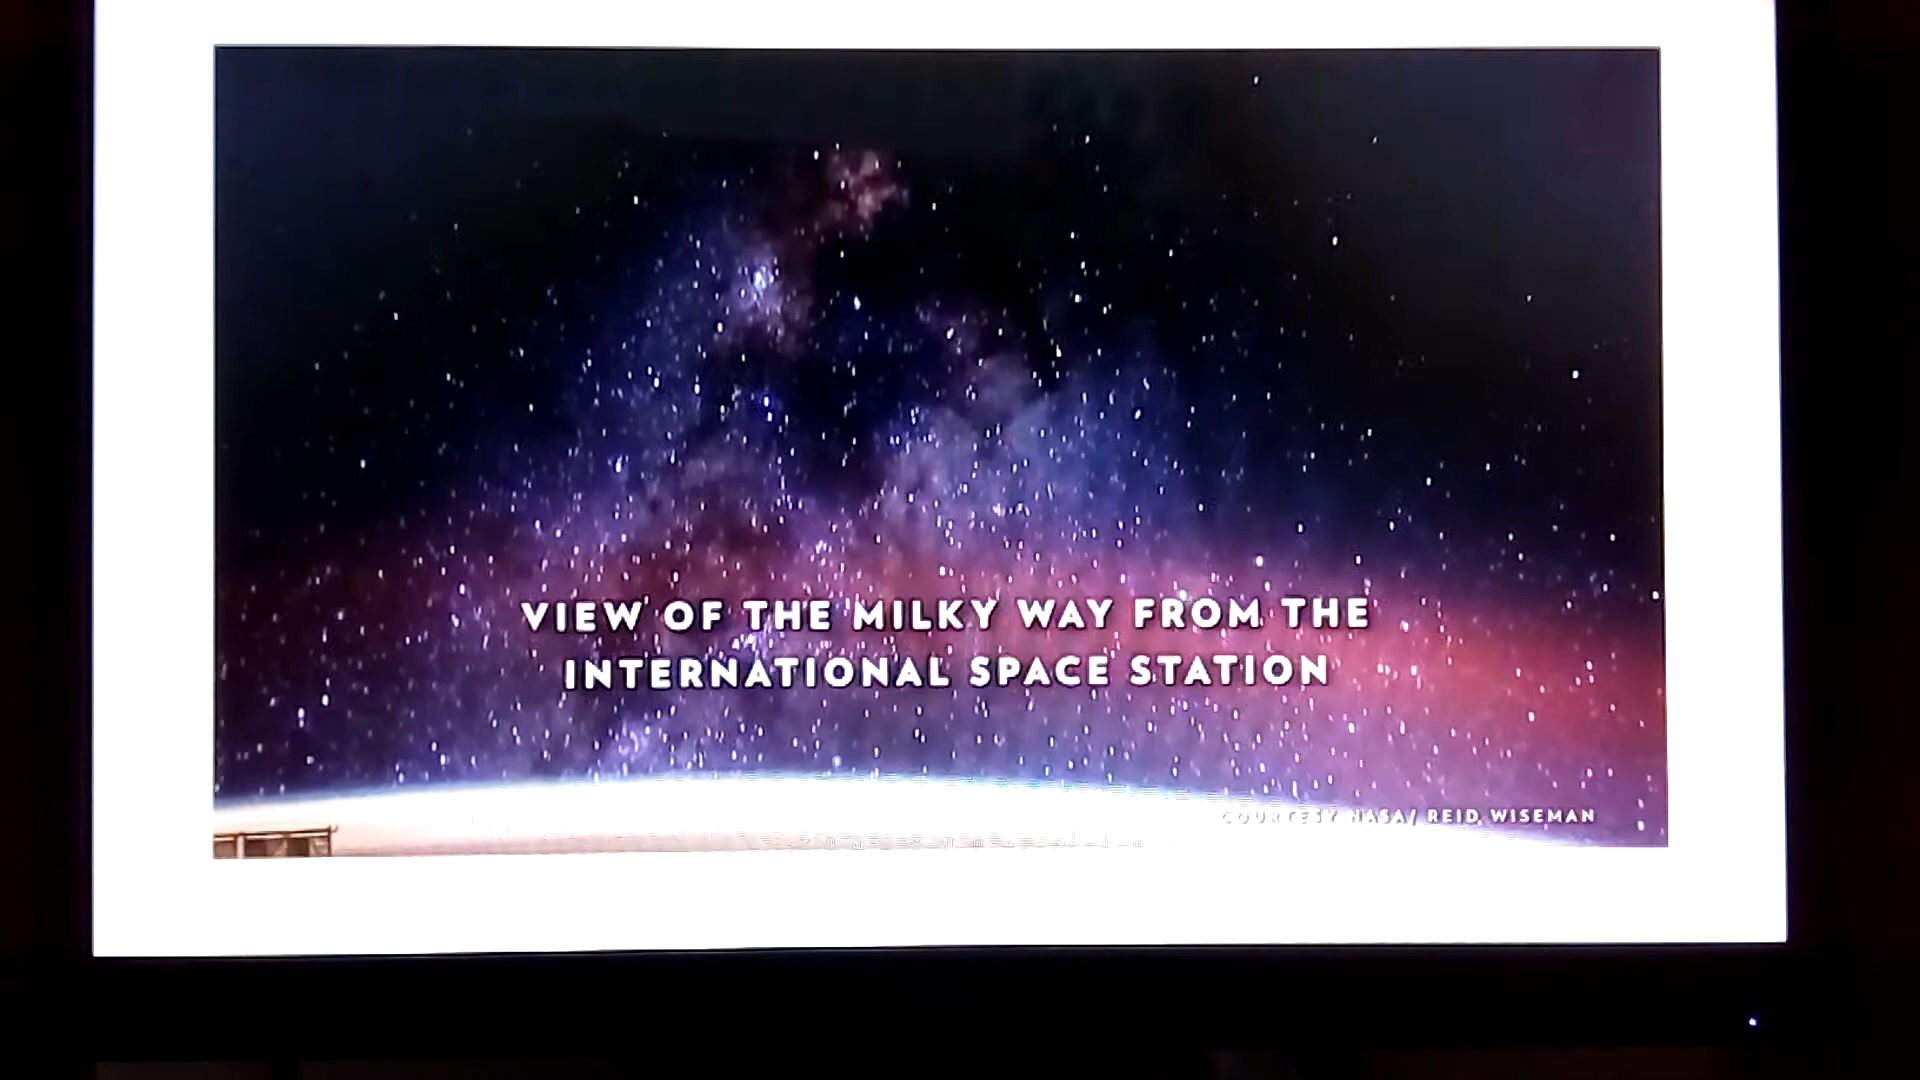 VIEW OF THE MILKY WAY FROM THE
INTERNATIONAL SPACE STATION
COURTESY NASA/ REID WISEMAN